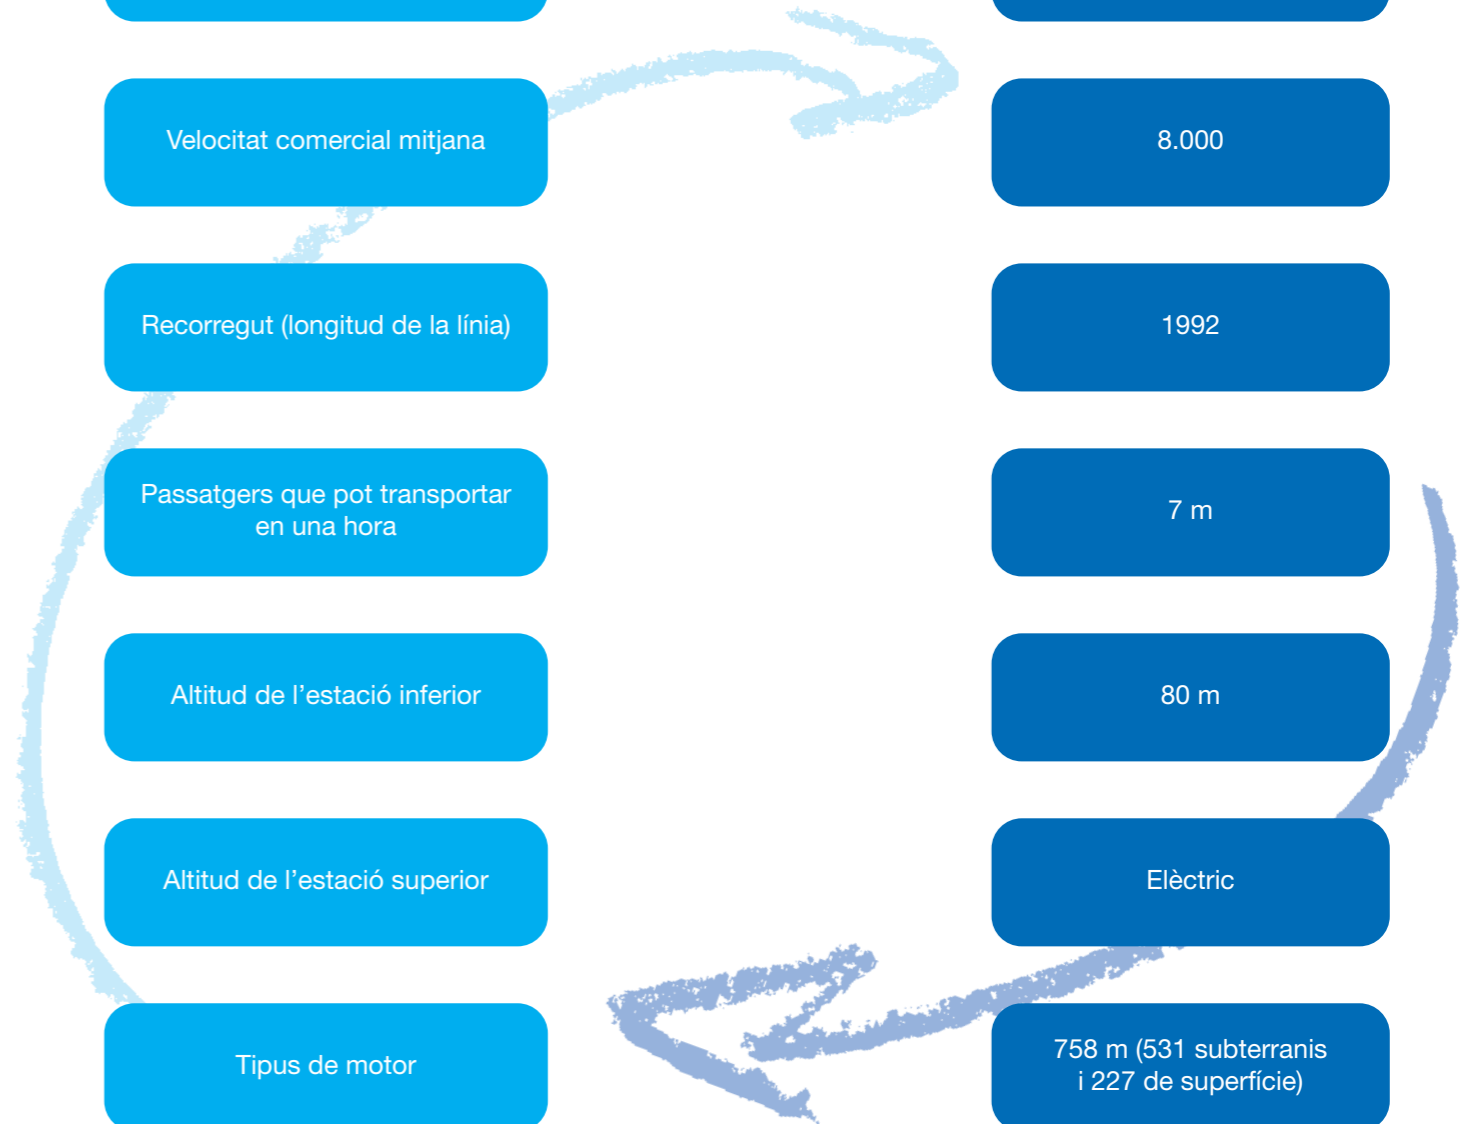 Velocitat comercial mitjana
8.000
Recorregut (longitud de la línia)
1992
Passatgers que pot transportar
en una hora
7 m
Altitud de l’estació inferior
80 m
Altitud de l’estació superior
Elèctric
Tipus de motor
758 m (531 subterranis
i 227 de superfície)